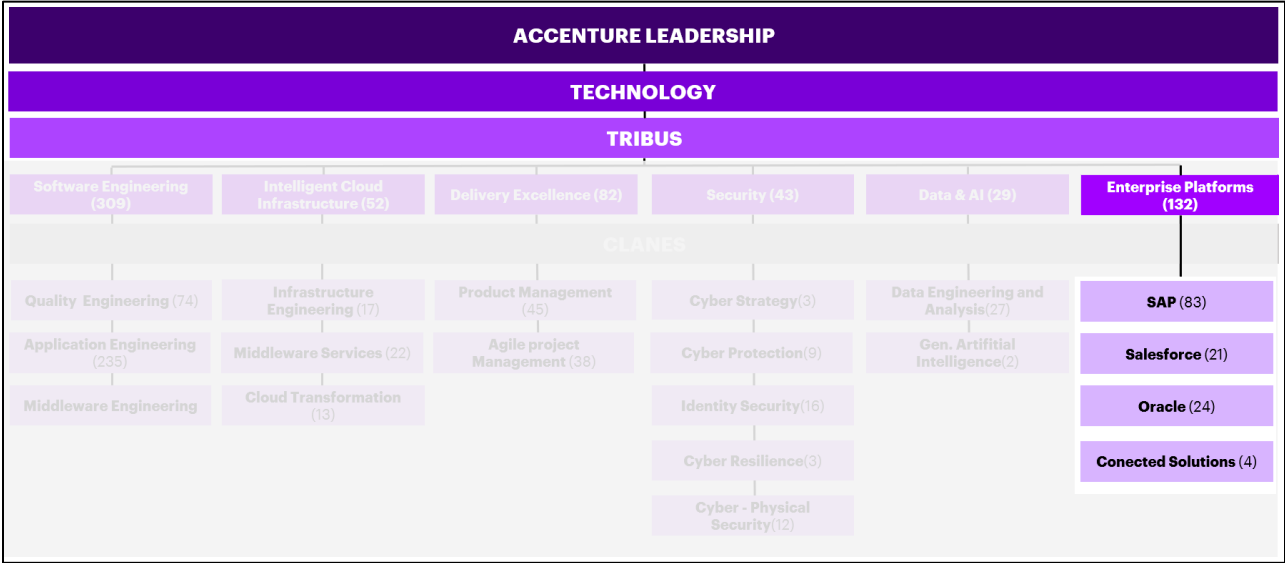 ACCENTURE LEADERSHIP
TECHNOLOGY
TRIBUS
Software Engineering
(309)
Intelligent Cloud
Infrastructure (52)
Delivery Excellence (82)
Security (43)
Data & AI (29)
Enterprise Platforms
(132)
CLANES
Quality Engineering (74)
Application Engineering
(235)
Middleware Engineering
Infrastructure
Engineering (17)
Middleware Services (22)
Cloud Transformation
(13)
Product Management
(45)
Agile project
Management (38)
Cyber Strategy(3)
Cyber Protection(9)
Identity Security(16)
Cyber Resilience(3)
Cyber - Physical
Security(12)
Data Engineering and
Analysis(27)
Gen. Artifitial
Intelligence(2)
SAP (83)
Salesforce (21)
Oracle (24)
Conected Solutions (4)